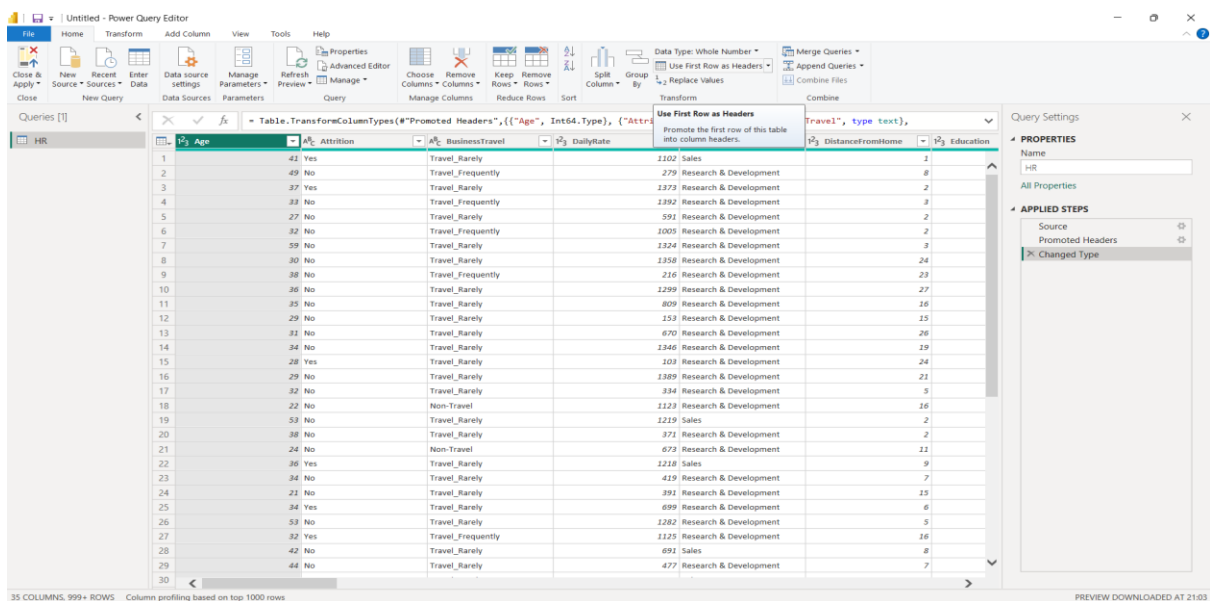 Untitled - Power Query Editor
File Home Transform Add Column View Tools Help
Close & Apply
New Source
Recent Sources
Enter Data
Data source settings
Manage Parameters
Refresh Preview
Properties
Advanced Editor
Manage
Choose Columns
Remove Columns
Keep Rows
Remove Rows
Split Column
Group By
Data Type: Whole Number
Use First Row as Headers
Replace Values
Merge Queries
Append Queries
Combine Files
Close New Query Data Sources Parameters Query Manage Columns Reduce Rows Sort Transform Combine
Use First Row as Headers
Promote the first row of this table
into column headers.
Queries [1]
HR
fx = Table.TransformColumnTypes(#"Promoted Headers",{{"Age", Int64.Type}, {"Attri Travel", type text},
Age Attrition BusinessTravel DailyRate DistanceFromHome Education
1 41 Yes Travel_Rarely 1102 Sales 1
2 49 No Travel_Frequently 279 Research & Development 8
3 37 Yes Travel_Rarely 1373 Research & Development 2
4 33 No Travel_Frequently 1392 Research & Development 3
5 27 No Travel_Rarely 591 Research & Development 2
6 32 No Travel_Frequently 1005 Research & Development 2
7 59 No Travel_Rarely 1324 Research & Development 3
8 30 No Travel_Rarely 1358 Research & Development 24
9 38 No Travel_Frequently 216 Research & Development 23
10 36 No Travel_Rarely 1299 Research & Development 27
11 35 No Travel_Rarely 809 Research & Development 16
12 29 No Travel_Rarely 153 Research & Development 15
13 31 No Travel_Rarely 670 Research & Development 26
14 34 No Travel_Rarely 1346 Research & Development 19
15 28 Yes Travel_Rarely 103 Research & Development 24
16 29 No Travel_Rarely 1389 Research & Development 21
17 32 No Travel_Rarely 334 Research & Development 5
18 22 No Non-Travel 1123 Research & Development 16
19 53 No Travel_Rarely 1219 Sales 2
20 38 No Travel_Rarely 371 Research & Development 2
21 24 No Non-Travel 673 Research & Development 11
22 36 Yes Travel_Rarely 1218 Sales 9
23 34 No Travel_Rarely 419 Research & Development 7
24 21 No Travel_Rarely 391 Research & Development 15
25 34 Yes Travel_Rarely 699 Research & Development 6
26 53 No Travel_Rarely 1282 Research & Development 5
27 32 Yes Travel_Frequently 1125 Research & Development 16
28 42 No Travel_Rarely 691 Sales 8
29 44 No Travel_Rarely 477 Research & Development 7
30
Query Settings
PROPERTIES
Name
HR
All Properties
APPLIED STEPS
Source
Promoted Headers
Changed Type
35 COLUMNS, 999+ ROWS Column profiling based on top 1000 rows
PREVIEW DOWNLOADED AT 21:03